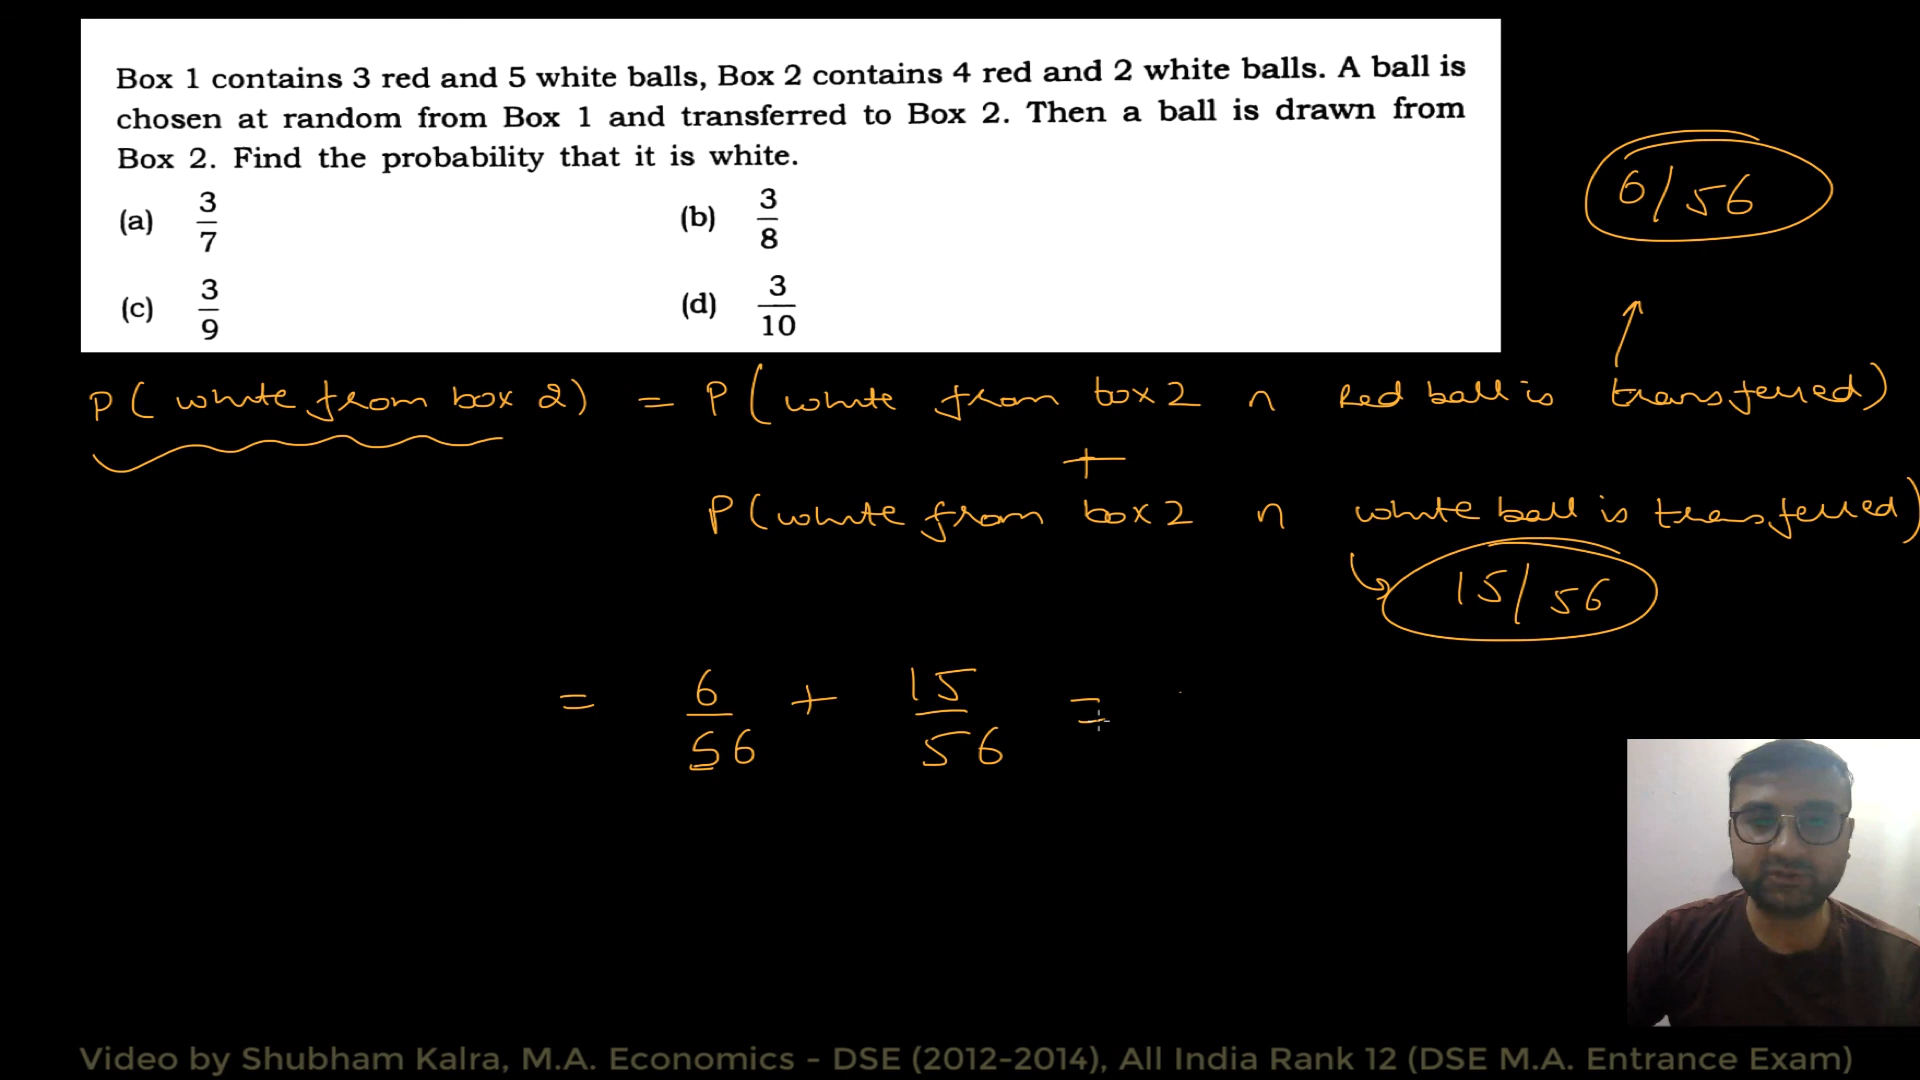 Box 1 contains 3 red and 5 white balls, Box 2 contains 4 red and 2 white balls. A ball is
chosen at random from Box 1 and transferred to Box 2. Then a ball is drawn from
Box 2. Find the probability that it is white.
(a) 3/7 (b) 3/8
(c) 3/9 (d) 3/10
6/56
P( white from box 2) = P( white from box 2 ∩ Red ball is transferred)
+
P(white from box 2 ∩ white ball is transferred)
15/56
= 6/56 + 15/56 =
Video by Shubham Kalra, M.A. Economics - DSE (2012-2014), All India Rank 12 (DSE M.A. Entrance Exam)